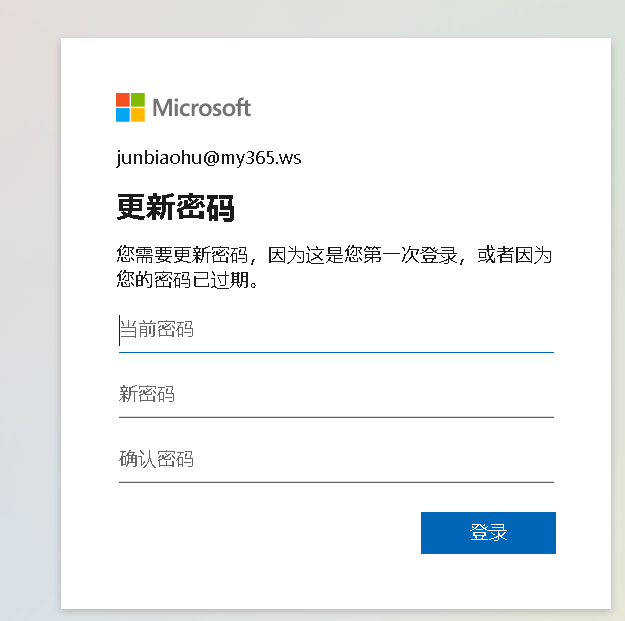 Microsoft
junbiaohu@my365.ws
更新密码
您需要更新密码，因为这是您第一次登录，或者因为
您的密码已过期。
当前密码
新密码
确认密码
登录